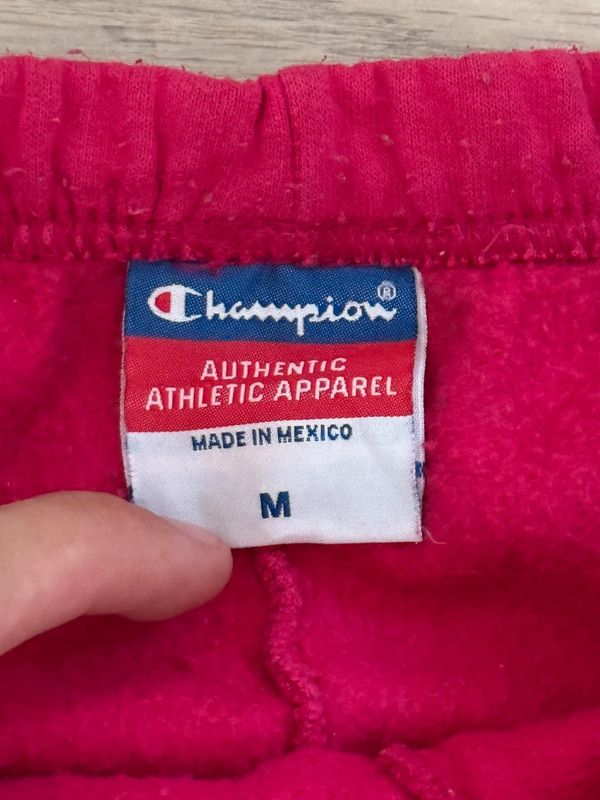 Champion®
AUTHENTIC
ATHLETIC APPAREL
MADE IN MEXICO
M